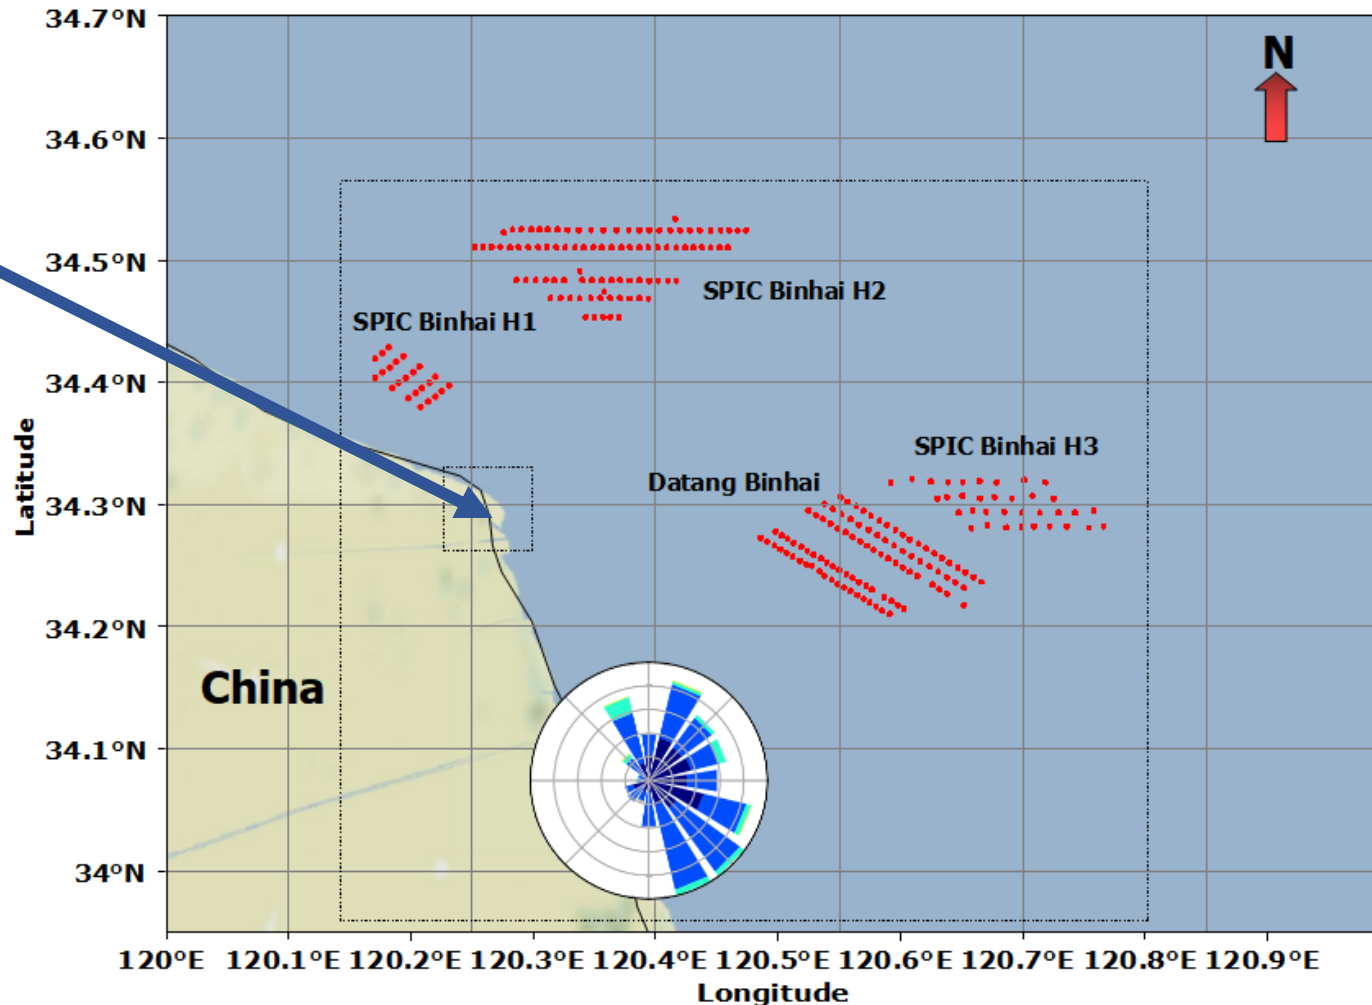 34.7°N
N
34.6°N
34.5°N
SPIC Binhai H2
SPIC Binhai H1
34.4°N
SPIC Binhai H3
Datang Binhai
34.3°N
Latitude
34.2°N
China
34.1°N
34°N
120°E 120.1°E 120.2°E 120.3°E 120.4°E 120.5°E 120.6°E 120.7°E 120.8°E 120.9°E
Longitude